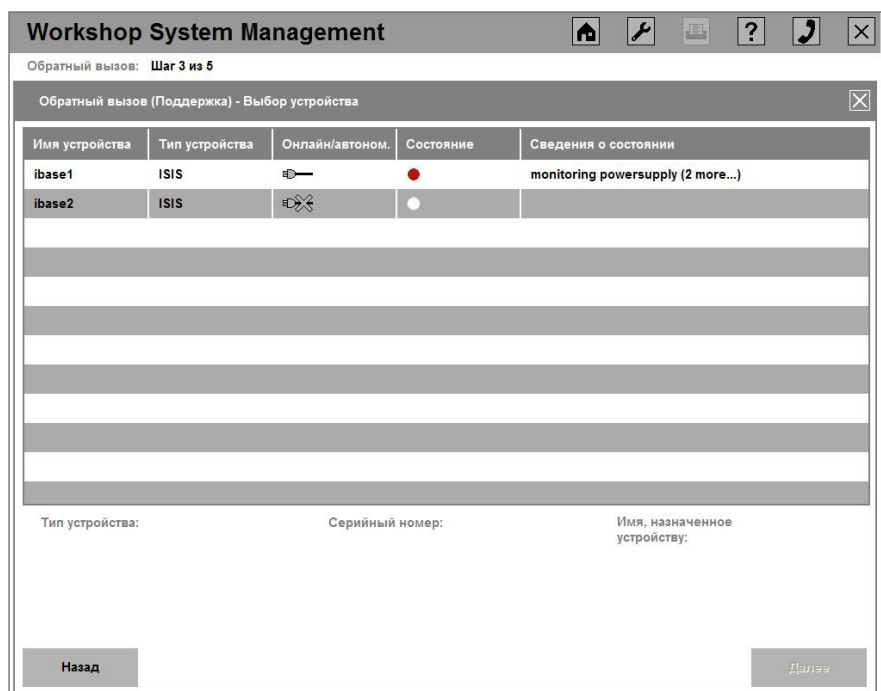 Workshop System Management
Обратный вызов: Шаг 3 из 5
Обратный вызов (Поддержка) - Выбор устройства
Имя устройства Тип устройства Онлайн/автоном. Состояние Сведения о состоянии
ibase1 ISIS monitoring powersupply (2 more...)
ibase2 ISIS
Тип устройства: Серийный номер: Имя, назначенное
устройству:
Назад Далее